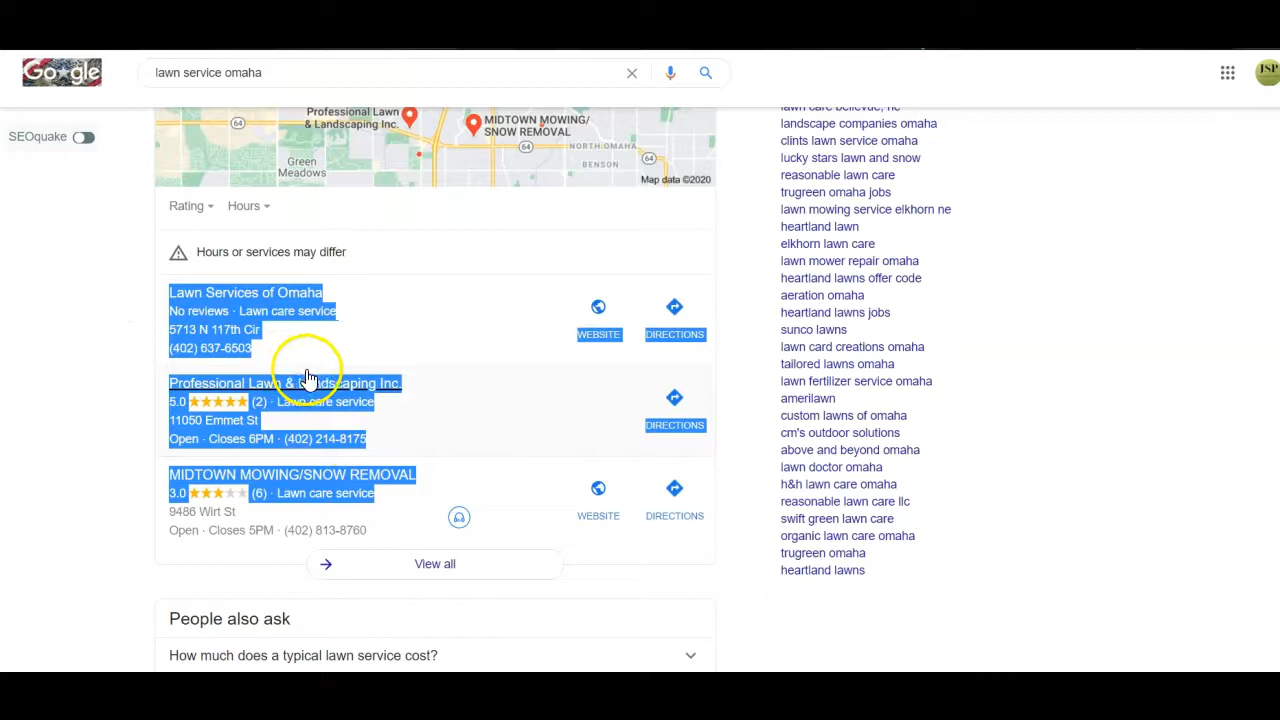 Google
lawn service omaha
JSP
SEOquake
Professional Lawn
& Landscaping Inc.
MIDTOWN MOWING/
SNOW REMOVAL
64
64
64
NORTH OMAHA
BENSON
Green
Meadows
Map data ©2020
Rating
Hours
Hours or services may differ
Lawn Services of Omaha
No reviews · Lawn care service
5713 N 117th Cir
(402) 637-6503
WEBSITE
DIRECTIONS
Professional Lawn & Landscaping Inc.
5.0 ★★★★★ (2) · Lawn care service
11050 Emmet St
Open · Closes 6PM · (402) 214-8175
DIRECTIONS
MIDTOWN MOWING/SNOW REMOVAL
3.0 ★★★★★ (6) · Lawn care service
9486 Wirt St
Open · Closes 5PM · (402) 813-8760
WEBSITE
DIRECTIONS
View all
People also ask
How much does a typical lawn service cost?
lawn care bellevue, ne
landscape companies omaha
clints lawn service omaha
lucky stars lawn and snow
reasonable lawn care
trugreen omaha jobs
lawn mowing service elkhorn ne
heartland lawn
elkhorn lawn care
lawn mower repair omaha
heartland lawns offer code
aeration omaha
heartland lawns jobs
sunco lawns
lawn card creations omaha
tailored lawns omaha
lawn fertilizer service omaha
amerilawn
custom lawns of omaha
cm's outdoor solutions
above and beyond omaha
lawn doctor omaha
h&h lawn care omaha
reasonable lawn care llc
swift green lawn care
organic lawn care omaha
trugreen omaha
heartland lawns